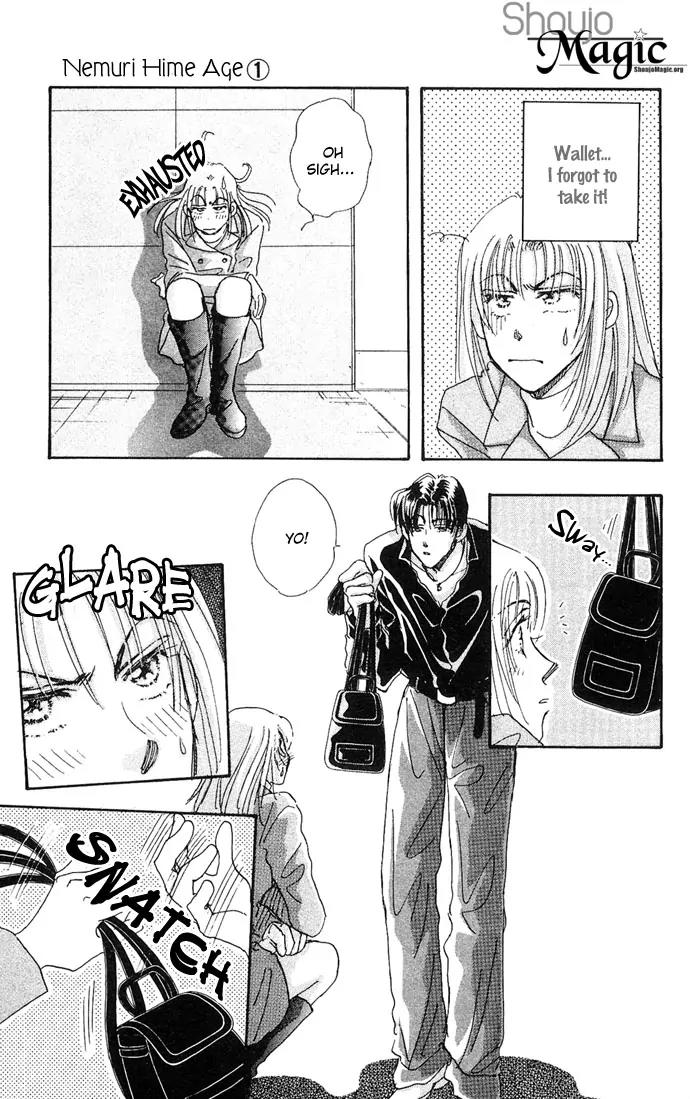 Shoujo
Magic
ShoujoMagic.org
Nemuri Hime Age ①
Wallet...
I forgot to
take it!
OH
SIGH...
EXHAUSTED
Sway...
YO!
GLARE
SNATCH